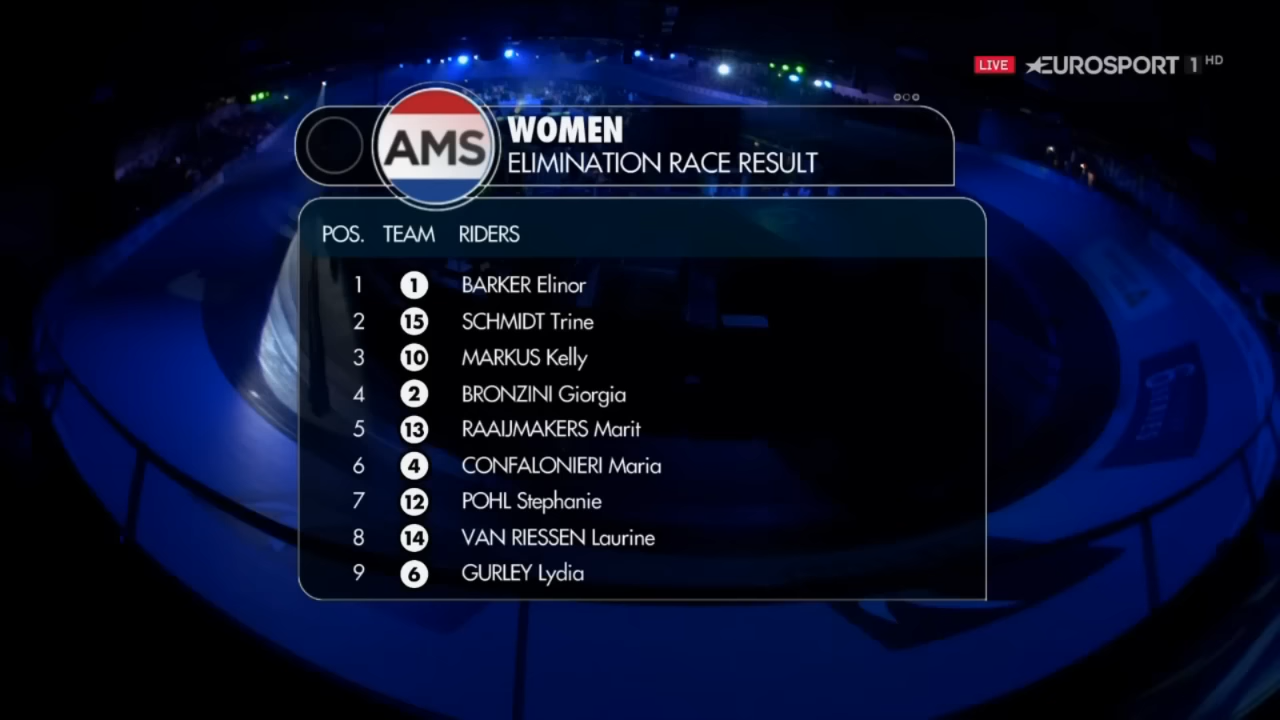 LIVE EUROSPORT 1 HD
AMS
WOMEN
ELIMINATION RACE RESULT
POS. TEAM RIDERS
1 1 BARKER Elinor
2 15 SCHMIDT Trine
3 10 MARKUS Kelly
4 2 BRONZINI Giorgia
5 13 RAAIJMAKERS Marit
6 4 CONFALONIERI Maria
7 12 POHL Stephanie
8 14 VAN RIESSEN Laurine
9 6 GURLEY Lydia